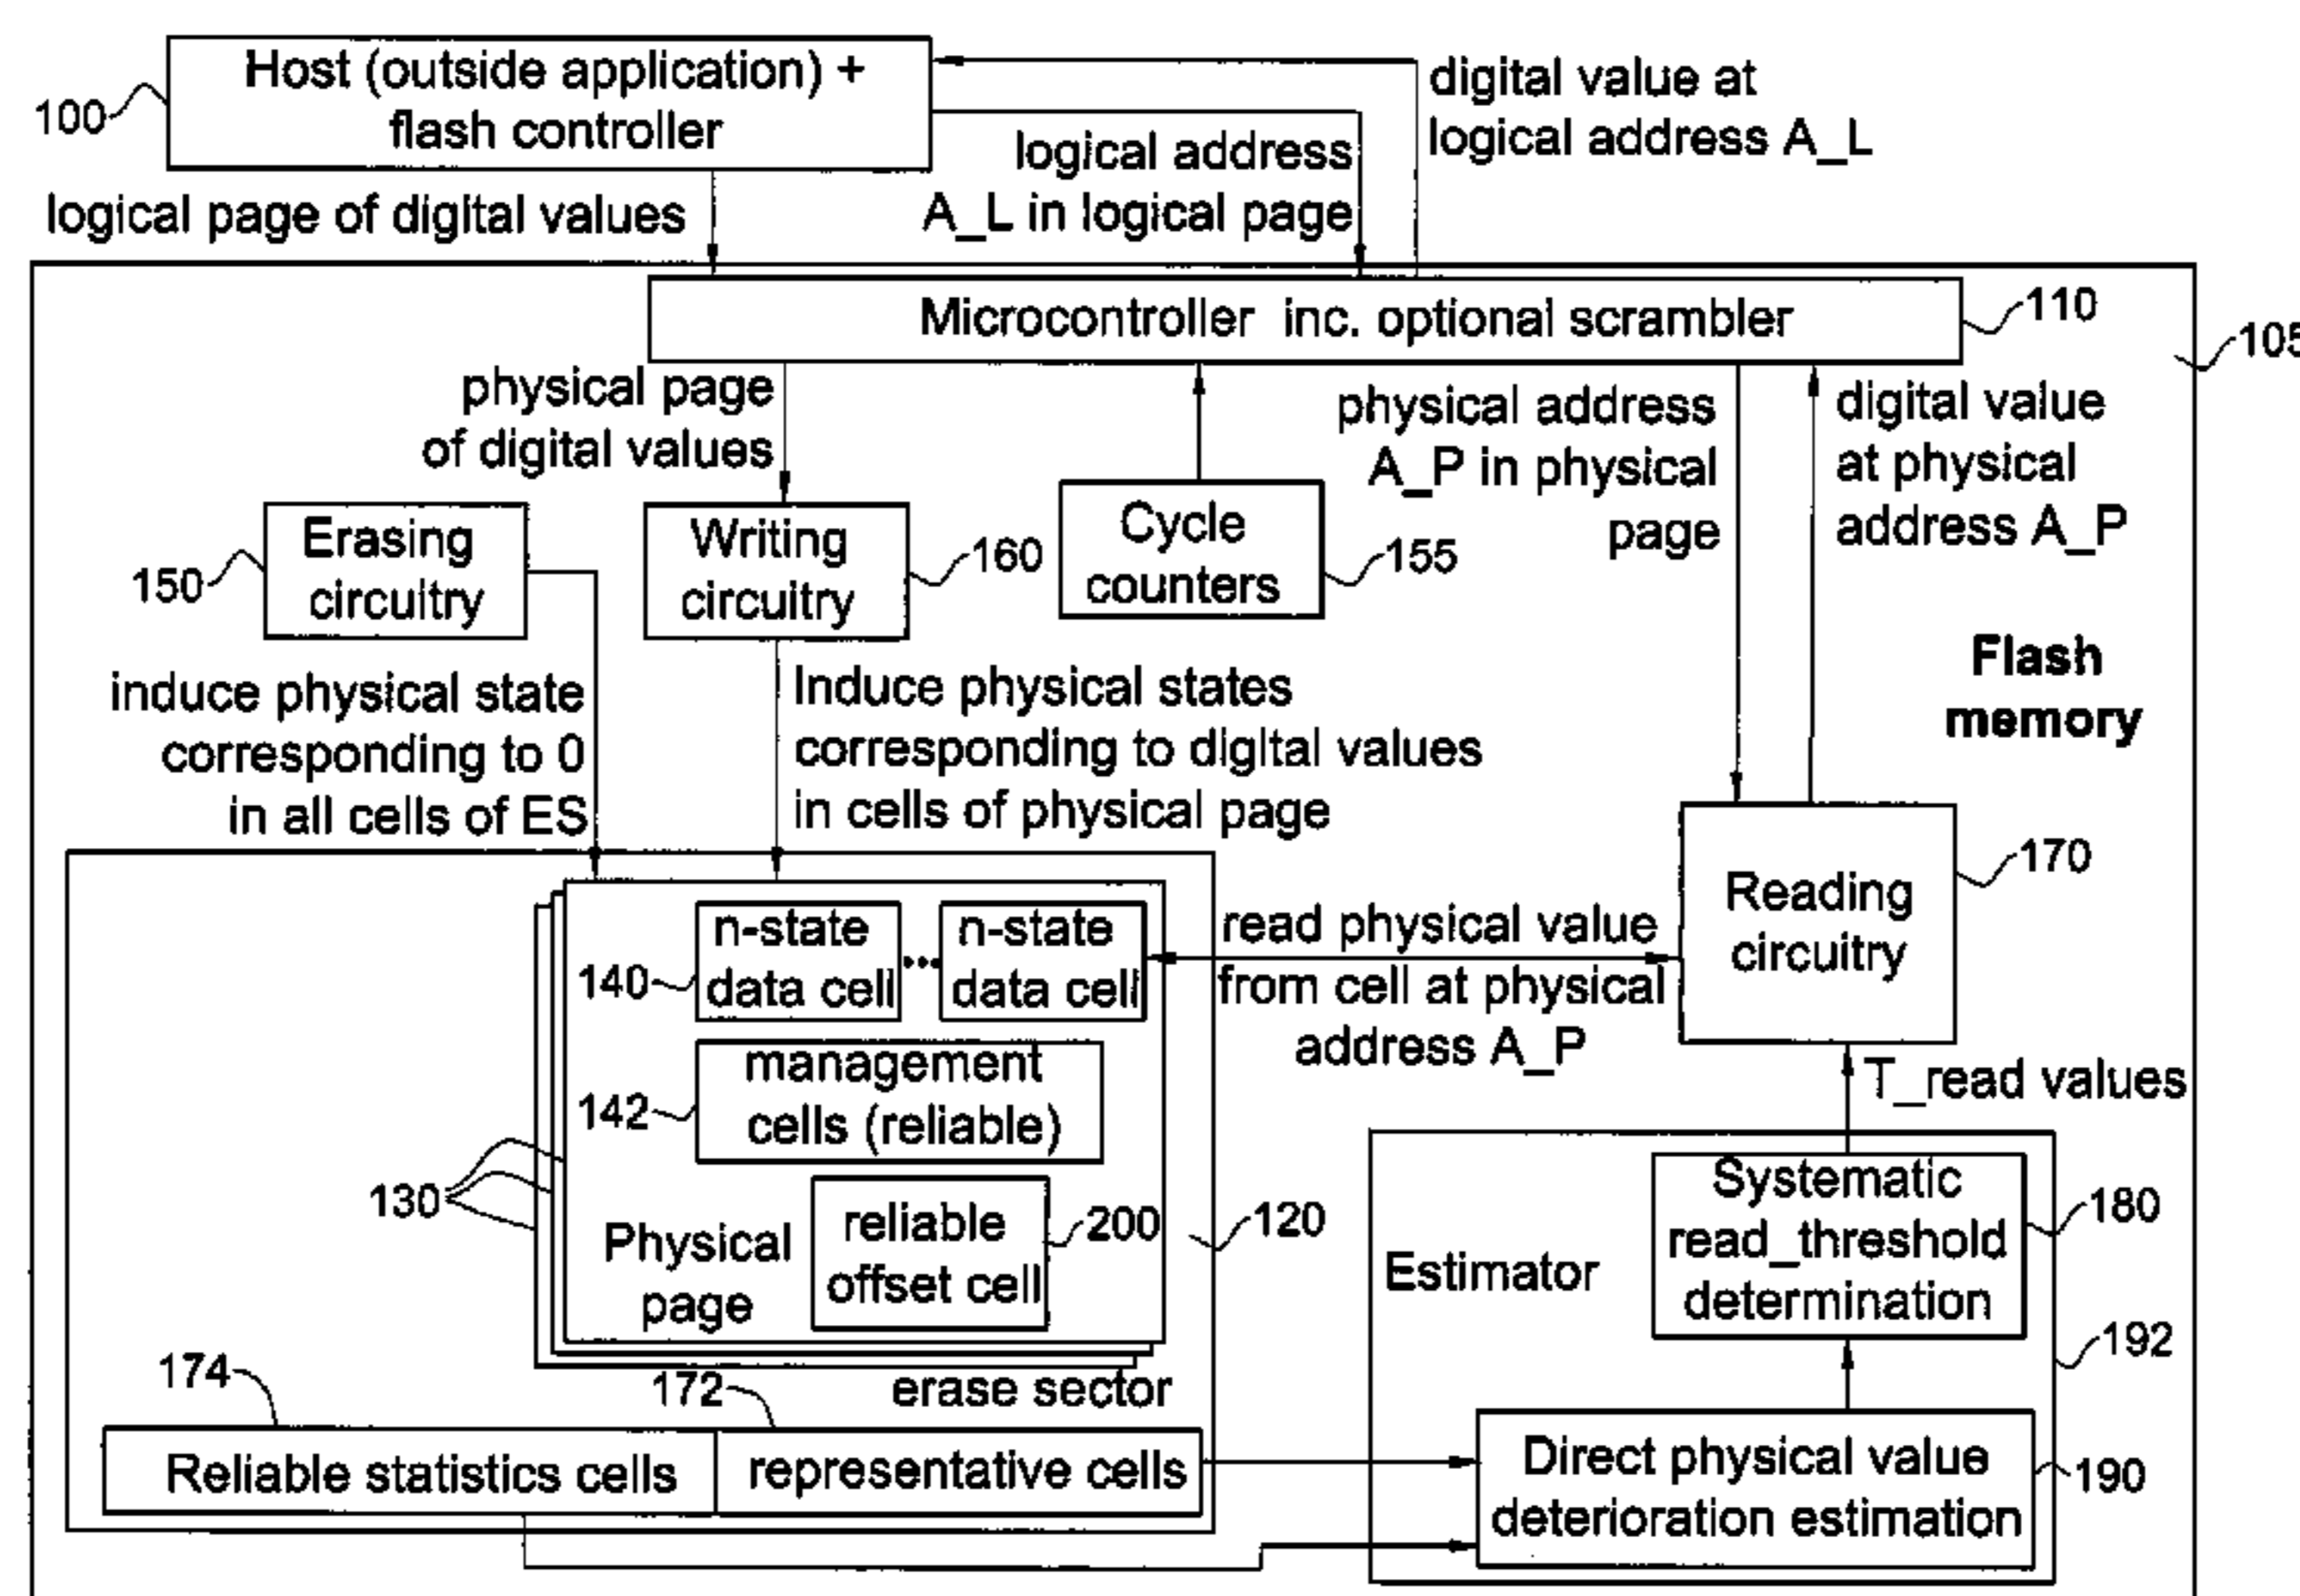 Host (outside application) +
flash controller
100
digital value at
logical address A_L
logical address
A_L in logical page
logical page of digital values
Microcontroller inc. optional scrambler
110
105
physical page
of digital values
physical address
A_P in physical
page
digital value
at physical
address A_P
Erasing
circuitry
150
Writing
circuitry
160
Cycle
counters
155
Flash
memory
induce physical state
corresponding to 0
in all cells of ES
Induce physical states
corresponding to digital values
in cells of physical page
Reading
circuitry
170
n-state
data cell
n-state
data cell
140
read physical value
from cell at physical
address A_P
management
cells (reliable)
142
T_read values
130
Physical
page
reliable
offset cell
200
120
Estimator
Systematic
read_threshold
determination
180
192
erase sector
174
172
Reliable statistics cells
representative cells
Direct physical value
deterioration estimation
190